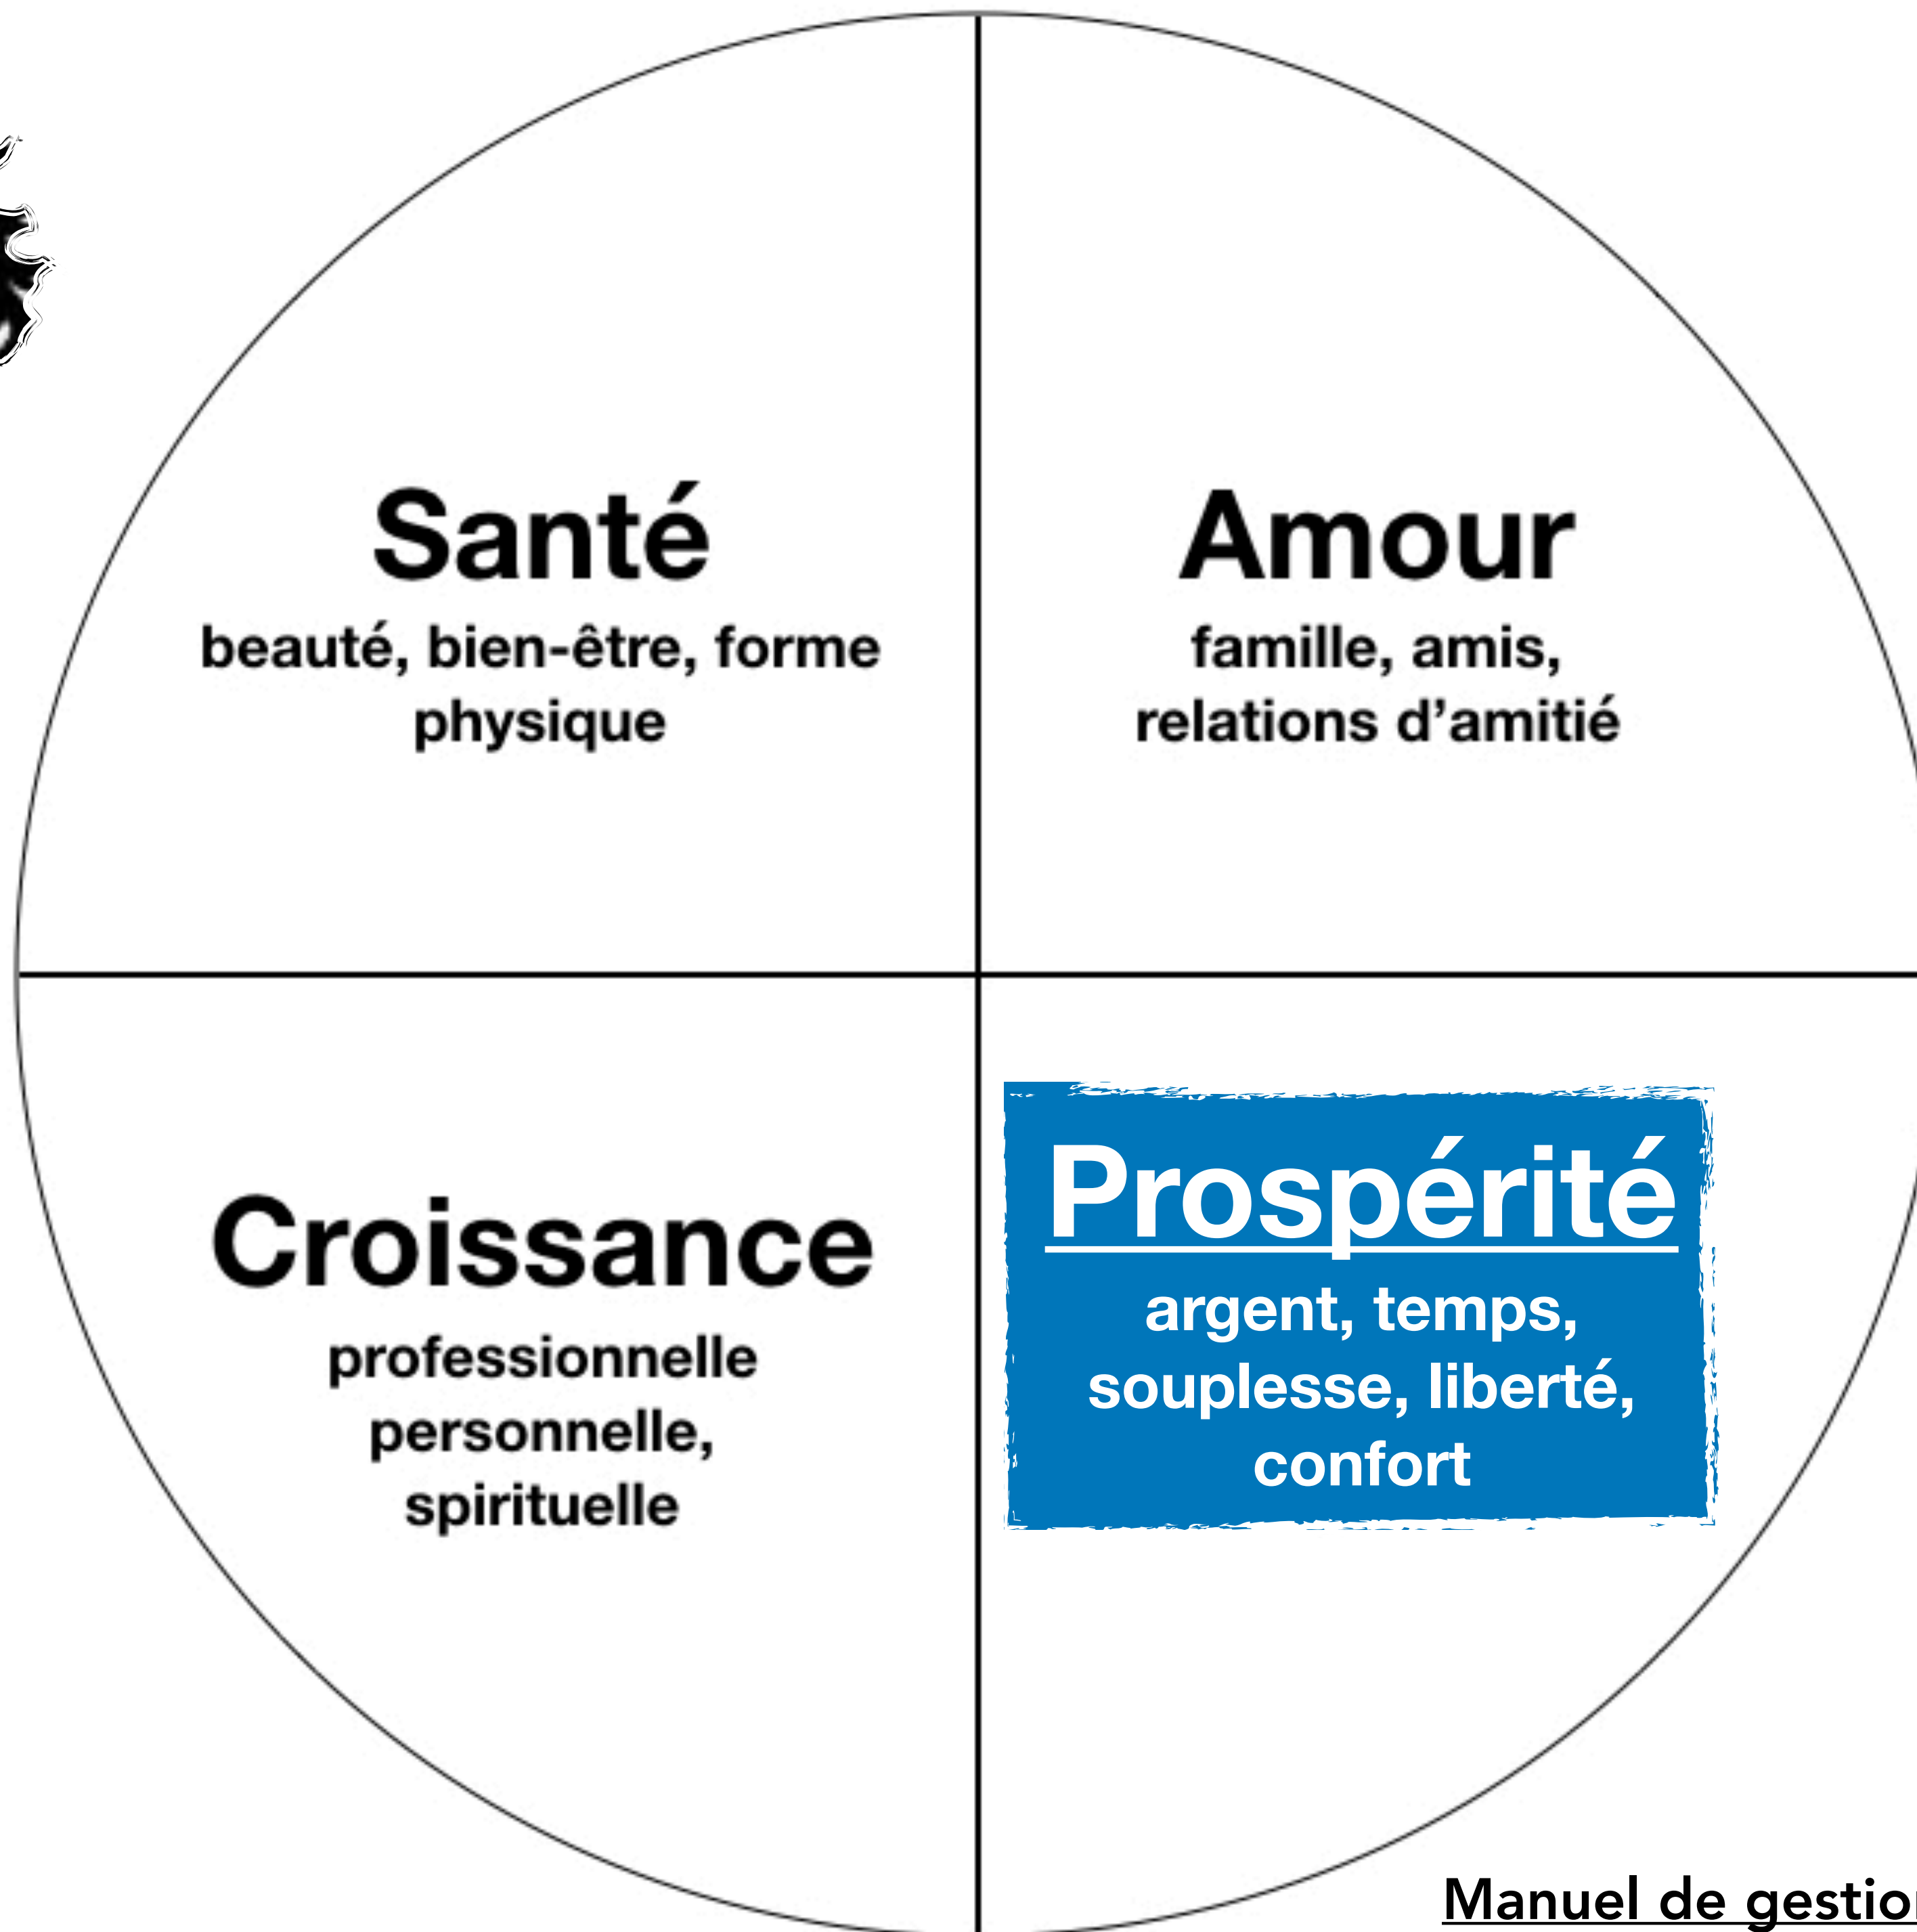 Santé
beauté, bien-être, forme
physique
Amour
famille, amis,
relations d’amitié
Croissance
professionnelle
personnelle,
spirituelle
Prospérité
argent, temps,
souplesse, liberté,
confort
Manuel de